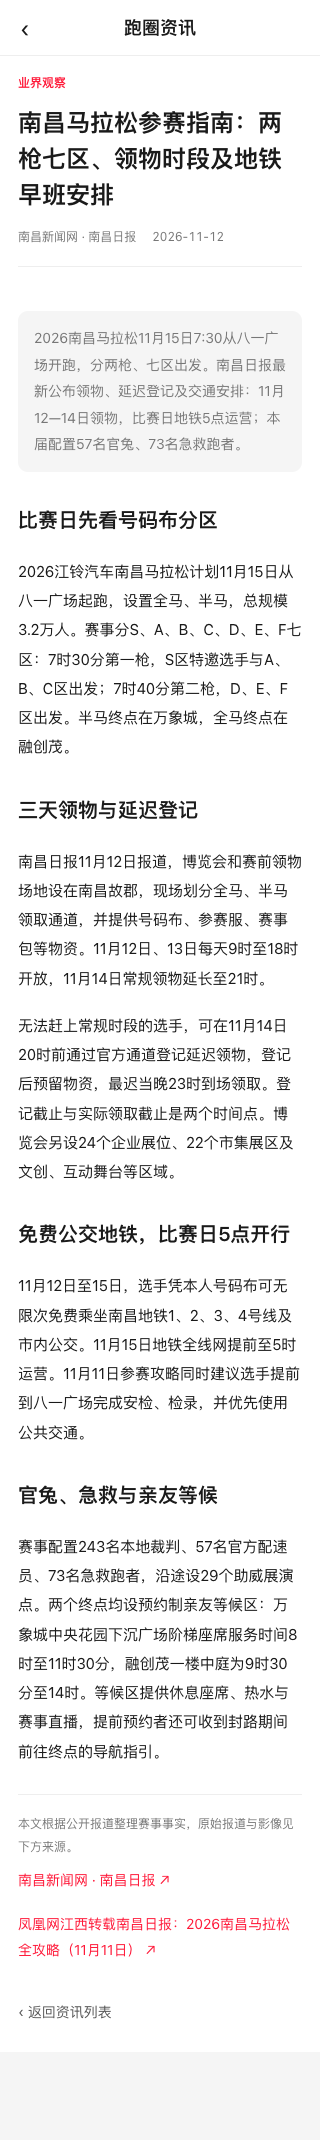 ‹ 跑圈资讯
业界观察
南昌马拉松参赛指南：两
枪七区、领物时段及地铁
早班安排
南昌新闻网 · 南昌日报 2026-11-12
2026南昌马拉松11月15日7:30从八一广
场开跑，分两枪、七区出发。南昌日报最
新公布领物、延迟登记及交通安排：11月
12—14日领物，比赛日地铁5点运营；本
届配置57名官兔、73名急救跑者。
比赛日先看号码布分区
2026江铃汽车南昌马拉松计划11月15日从
八一广场起跑，设置全马、半马，总规模
3.2万人。赛事分S、A、B、C、D、E、F七
区：7时30分第一枪，S区特邀选手与A、
B、C区出发；7时40分第二枪，D、E、F
区出发。半马终点在万象城，全马终点在
融创茂。
三天领物与延迟登记
南昌日报11月12日报道，博览会和赛前领物
场地设在南昌故郡，现场划分全马、半马
领取通道，并提供号码布、参赛服、赛事
包等物资。11月12日、13日每天9时至18时
开放，11月14日常规领物延长至21时。
无法赶上常规时段的选手，可在11月14日
20时前通过官方通道登记延迟领物，登记
后预留物资，最迟当晚23时到场领取。登
记截止与实际领取截止是两个时间点。博
览会另设24个企业展位、22个市集展区及
文创、互动舞台等区域。
免费公交地铁，比赛日5点开行
11月12日至15日，选手凭本人号码布可无
限次免费乘坐南昌地铁1、2、3、4号线及
市内公交。11月15日地铁全线网提前至5时
运营。11月11日参赛攻略同时建议选手提前
到八一广场完成安检、检录，并优先使用
公共交通。
官兔、急救与亲友等候
赛事配置243名本地裁判、57名官方配速
员、73名急救跑者，沿途设29个助威展演
点。两个终点均设预约制亲友等候区：万
象城中央花园下沉广场阶梯座席服务时间8
时至11时30分，融创茂一楼中庭为9时30
分至14时。等候区提供休息座席、热水与
赛事直播，提前预约者还可收到封路期间
前往终点的导航指引。
本文根据公开报道整理赛事事实，原始报道与影像见
下方来源。
南昌新闻网 · 南昌日报 ↗
凤凰网江西转载南昌日报：2026南昌马拉松
全攻略（11月11日） ↗
‹ 返回资讯列表